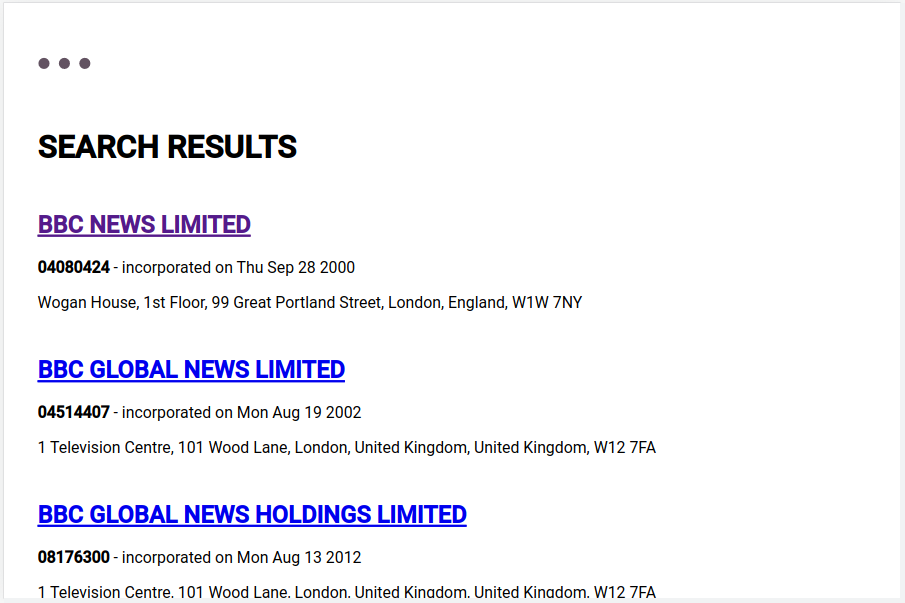 SEARCH RESULTS
BBC NEWS LIMITED
04080424 - incorporated on Thu Sep 28 2000
Wogan House, 1st Floor, 99 Great Portland Street, London, England, W1W 7NY
BBC GLOBAL NEWS LIMITED
04514407 - incorporated on Mon Aug 19 2002
1 Television Centre, 101 Wood Lane, London, United Kingdom, United Kingdom, W12 7FA
BBC GLOBAL NEWS HOLDINGS LIMITED
08176300 - incorporated on Mon Aug 13 2012
1 Television Centre, 101 Wood Lane, London, United Kingdom, United Kingdom, W12 7FA